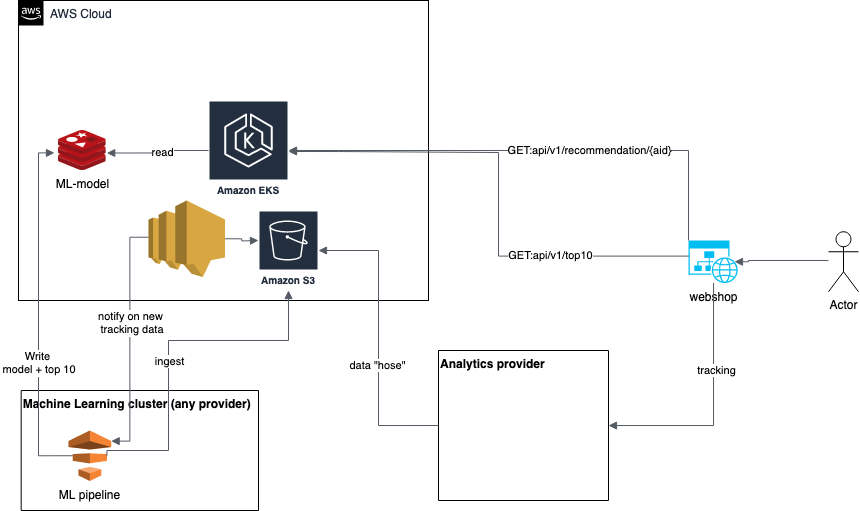 aws
AWS Cloud
GET:api/v1/recommendation/{aid}
read
ML-model
Amazon EKS
GET:api/v1/top10
Amazon S3
webshop
Actor
notify on new
tracking data
Write
model + top 10
ingest
data "hose"
Analytics provider
tracking
Machine Learning cluster (any provider)
ML pipeline